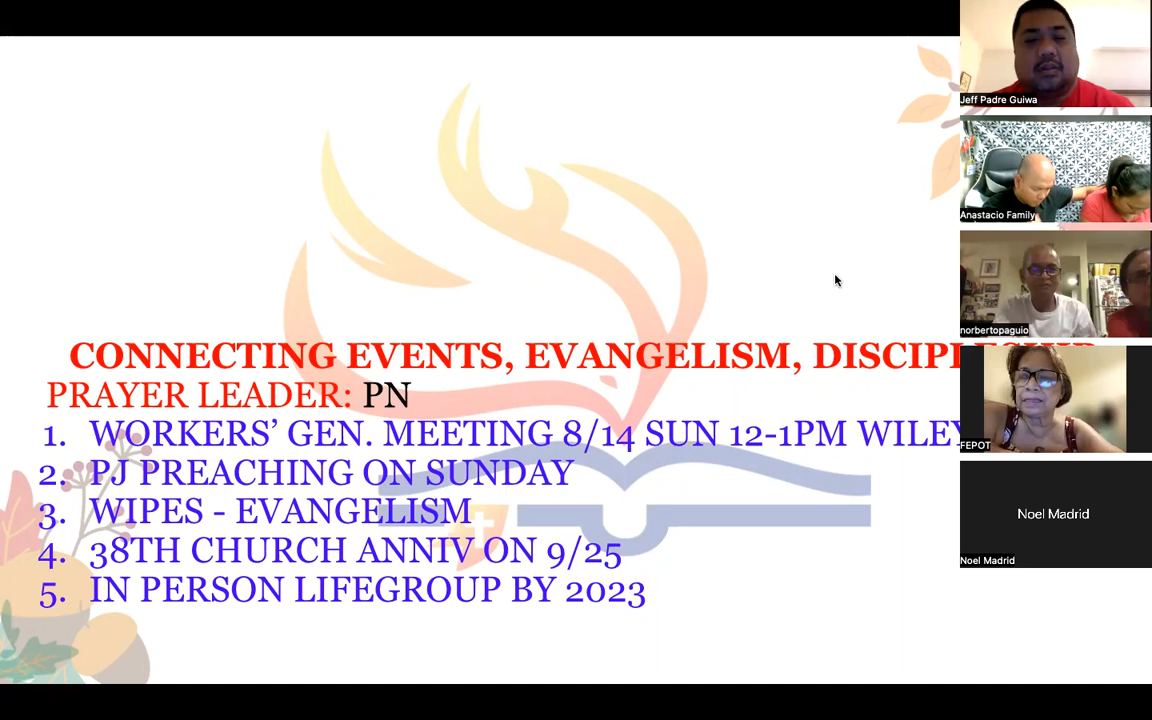 CONNECTING EVENTS, EVANGELISM, DISCIPLESHIP
PRAYER LEADER: PN
1. WORKERS’ GEN. MEETING 8/14 SUN 12-1PM WILEY
2. PJ PREACHING ON SUNDAY
3. WIPES - EVANGELISM
4. 38TH CHURCH ANNIV ON 9/25
5. IN PERSON LIFEGROUP BY 2023
Jeff Padre Guiwa
Anastacio Family
norbertopaguio
FEPOT
Noel Madrid
Noel Madrid